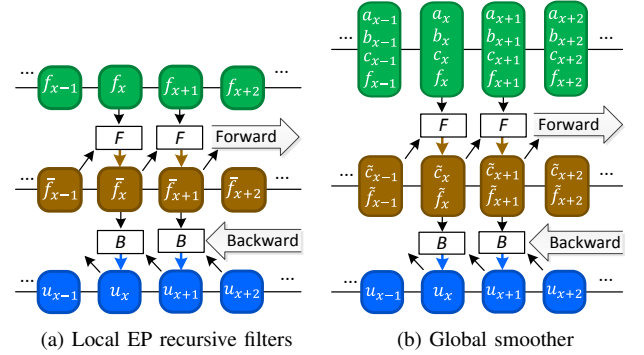 ... f_{x-1} f_x f_{x+1} f_{x+2} ...
F F Forward
... f̄_{x-1} f̄_x f̄_{x+1} f̄_{x+2} ...
B B Backward
... u_{x-1} u_x u_{x+1} u_{x+2} ...
(a) Local EP recursive filters
a_{x-1} a_x a_{x+1} a_{x+2}
... b_{x-1} b_x b_{x+1} b_{x+2} ...
c_{x-1} c_x c_{x+1} c_{x+2}
f_{x-1} f_x f_{x+1} f_{x+2}
F F Forward
... c̃_{x-1} c̃_x c̃_{x+1} c̃_{x+2} ...
f̃_{x-1} f̃_x f̃_{x+1} f̃_{x+2}
B B Backward
... u_{x-1} u_x u_{x+1} u_{x+2} ...
(b) Global smoother